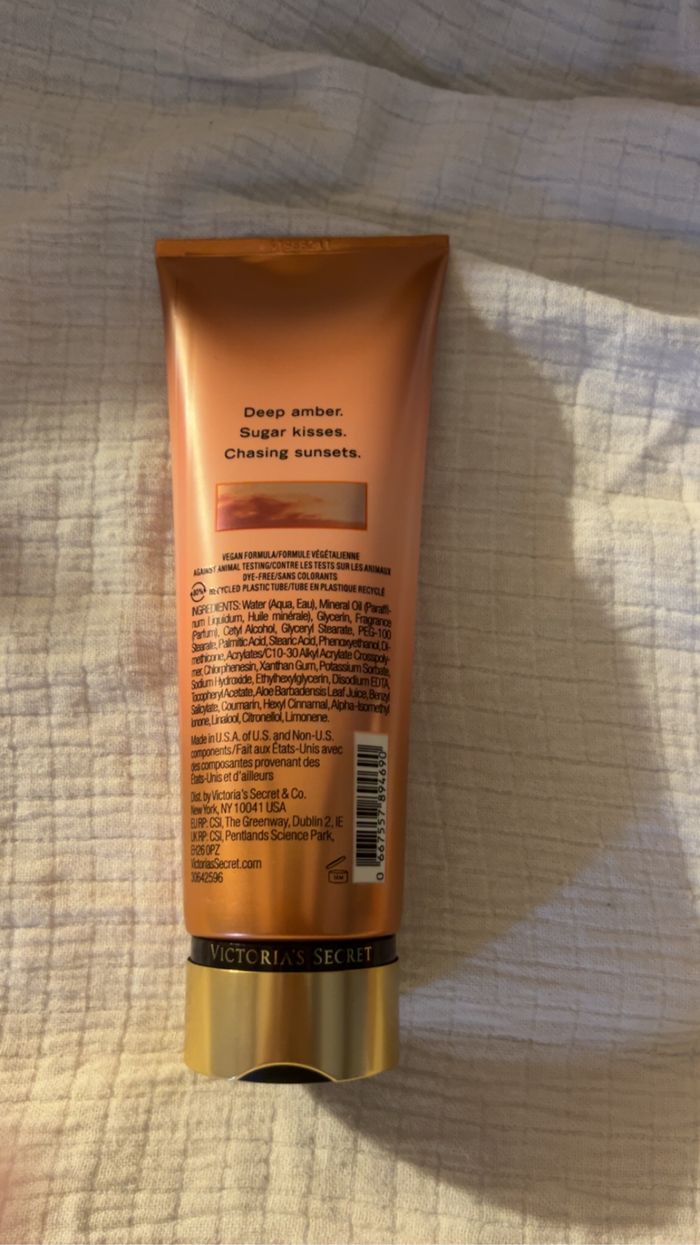 Deep amber.
Sugar kisses.
Chasing sunsets.
VEGAN FORMULA/FORMULE VÉGÉTALIENNE
AGAINST ANIMAL TESTING/CONTRE LES TESTS SUR LES ANIMAUX
DYE-FREE/SANS COLORANTS
RECYCLED PLASTIC TUBE/TUBE EN PLASTIQUE RECYCLÉ
INGREDIENTS: Water (Aqua, Eau), Mineral Oil (Paraffi-
num Liquidum, Huile minérale), Glycerin, Fragrance
(Parfum), Cetyl Alcohol, Glyceryl Stearate, PEG-100
Stearate, Palmitic Acid, Stearic Acid, Phenoxyethanol, Di-
methicone, Acrylates/C10-30 Alkyl Acrylate Crosspoly-
mer, Chlorphenesin, Xanthan Gum, Potassium Sorbate,
Sodium Hydroxide, Ethylhexylglycerin, Disodium EDTA,
Tocopheryl Acetate, Aloe Barbadensis Leaf Juice, Benzyl
Salicylate, Coumarin, Hexyl Cinnamal, Alpha-Isomethyl
Ionone, Linalool, Citronellol, Limonene.
Made in U.S.A. of U.S. and Non-U.S.
components/Fait aux États-Unis avec
des composantes provenant des
États-Unis et d'ailleurs
Dist. by Victoria's Secret & Co.
New York, NY 10041 USA
EU RP: CSI, The Greenway, Dublin 2, IE
UK RP: CSI, Pentlands Science Park,
EH26 0PZ
VictoriasSecret.com
30642596
0 667557 894690
VICTORIA'S SECRET